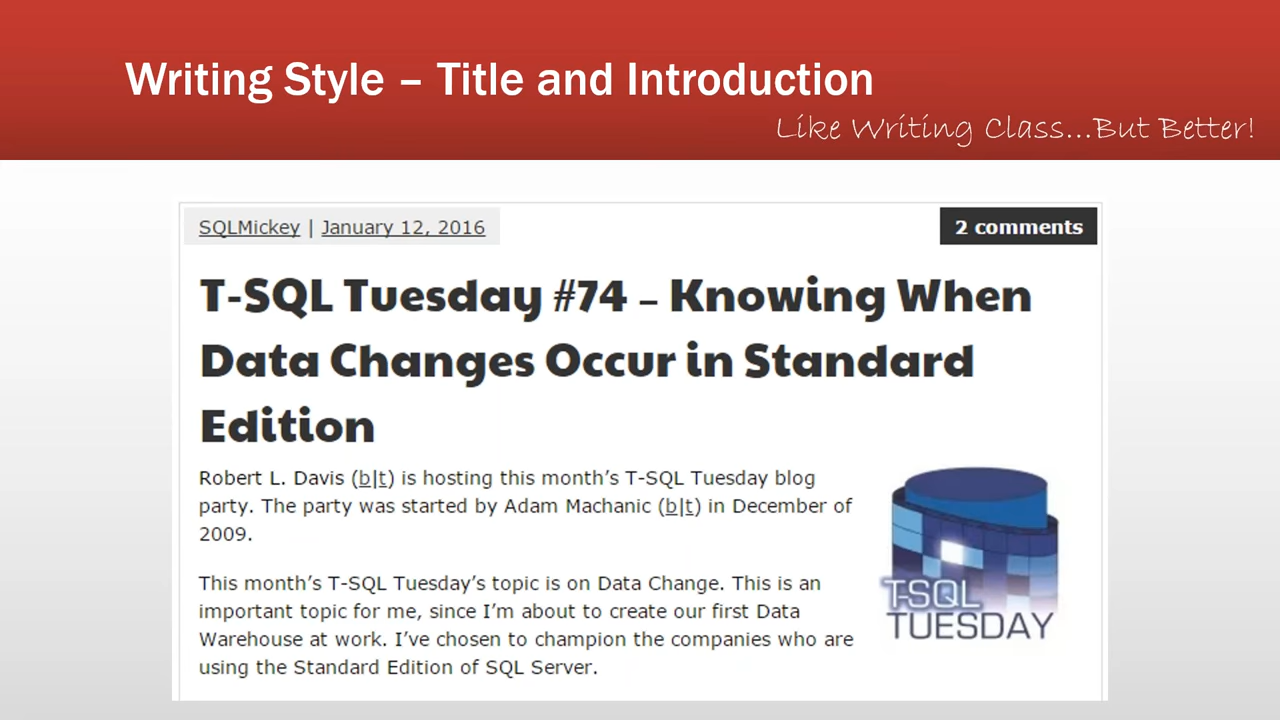 Writing Style – Title and Introduction
Like Writing Class...But Better!
SQLMickey | January 12, 2016
2 comments
T-SQL Tuesday #74 – Knowing When
Data Changes Occur in Standard
Edition
Robert L. Davis (b|t) is hosting this month’s T-SQL Tuesday blog
party. The party was started by Adam Machanic (b|t) in December of
2009.
This month’s T-SQL Tuesday’s topic is on Data Change. This is an
important topic for me, since I’m about to create our first Data
Warehouse at work. I’ve chosen to champion the companies who are
using the Standard Edition of SQL Server.
T-SQL
TUESDAY